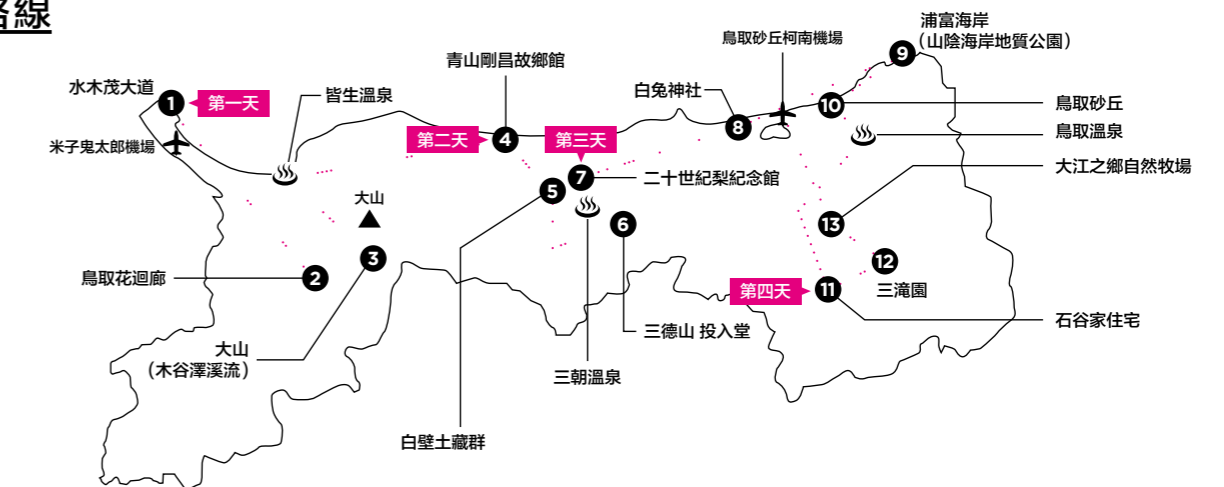 路線
浦富海岸
(山陰海岸地質公園)
鳥取砂丘柯南機場
9
青山剛昌故鄉館
水木茂大道
1
第一天
皆生溫泉
白兔神社
10
鳥取砂丘
第二天
4
第三天
8
鳥取溫泉
米子鬼太郎機場
大江之鄉自然牧場
7
二十世紀梨紀念館
5
大山
6
13
3
12
鳥取花迴廊
2
三滝園
第四天
11
石谷家住宅
三德山 投入堂
大山
(木谷澤溪流)
三朝溫泉
白壁土藏群